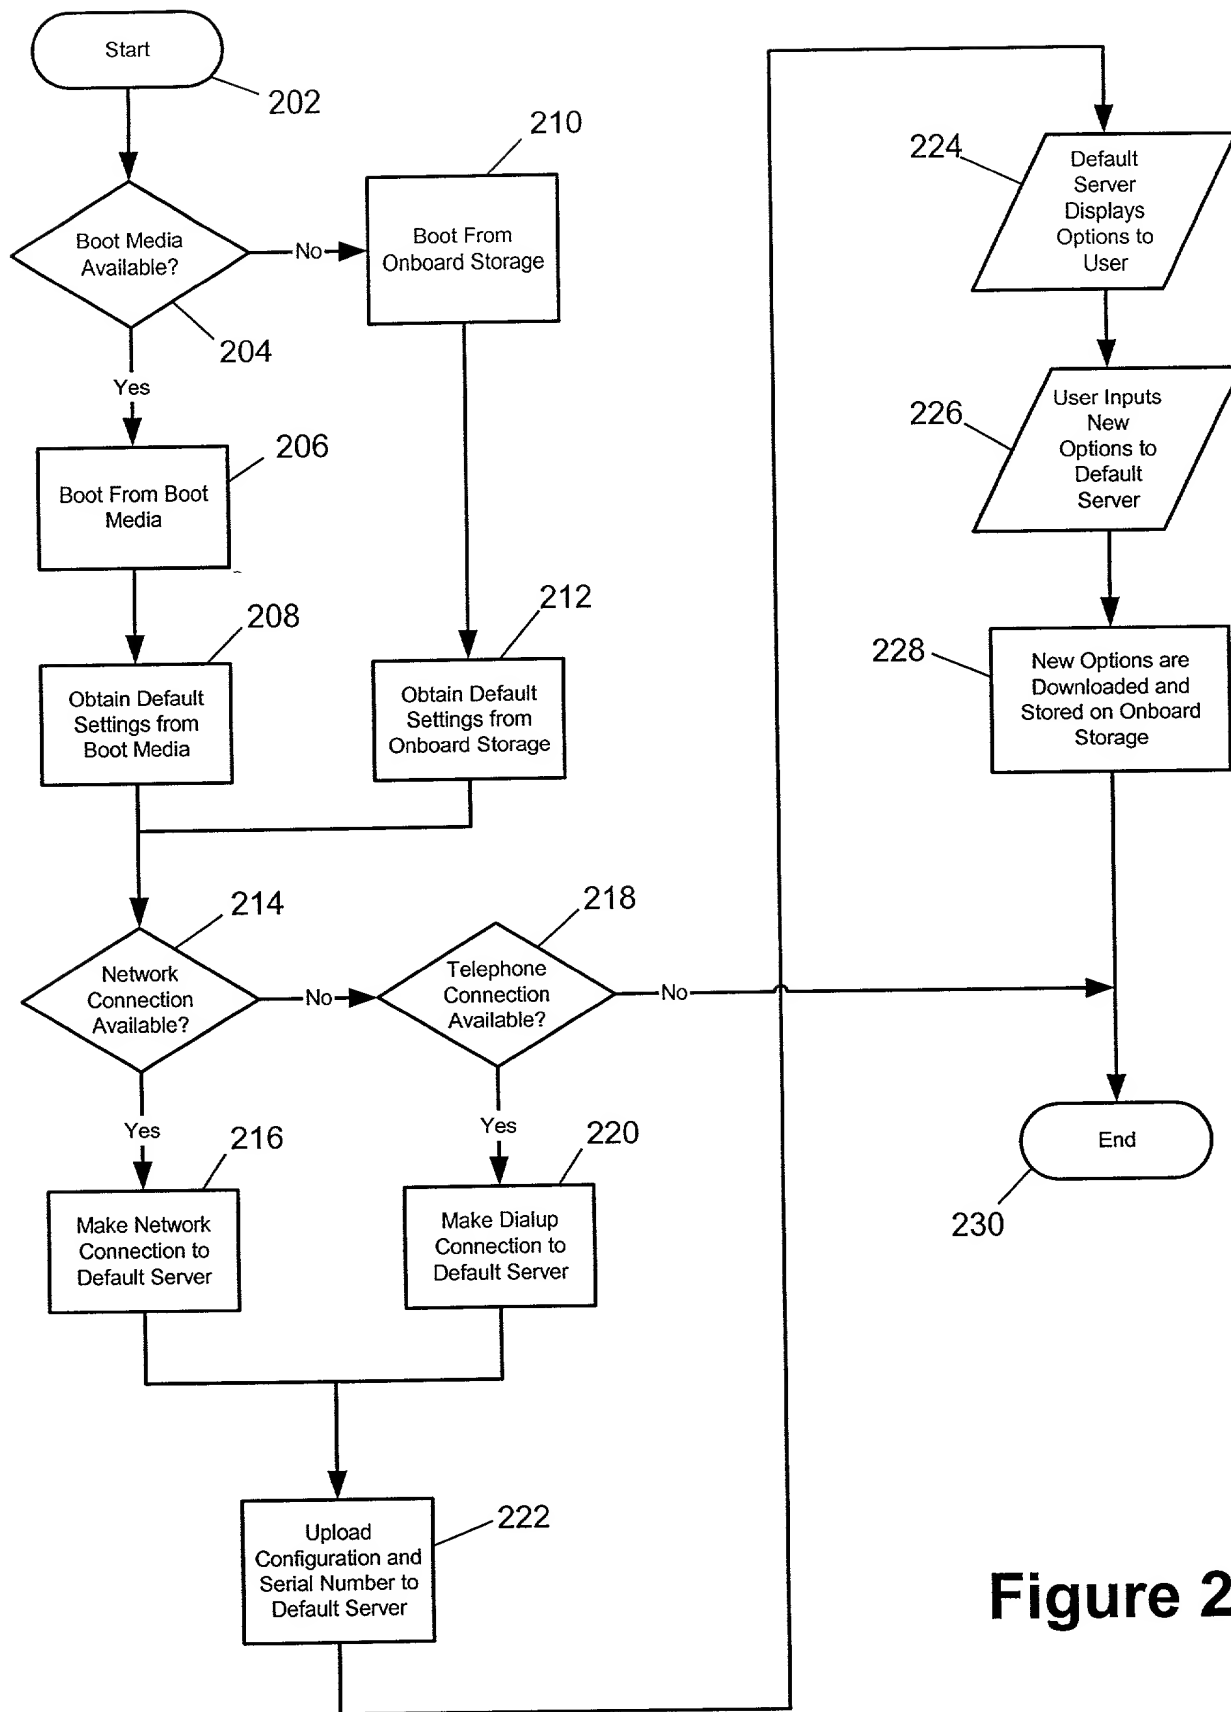 Start
202
Boot Media
Available?
204
No
210
Boot From
Onboard Storage
Yes
206
Boot From Boot
Media
208
Obtain Default
Settings from
Boot Media
212
Obtain Default
Settings from
Onboard Storage
214
Network
Connection
Available?
No
218
Telephone
Connection
Available?
No
Yes
216
Make Network
Connection to
Default Server
Yes
220
Make Dialup
Connection to
Default Server
222
Upload
Configuration and
Serial Number to
Default Server
224
Default
Server
Displays
Options to
User
226
User Inputs
New
Options to
Default
Server
228
New Options are
Downloaded and
Stored on Onboard
Storage
End
230
Figure 2